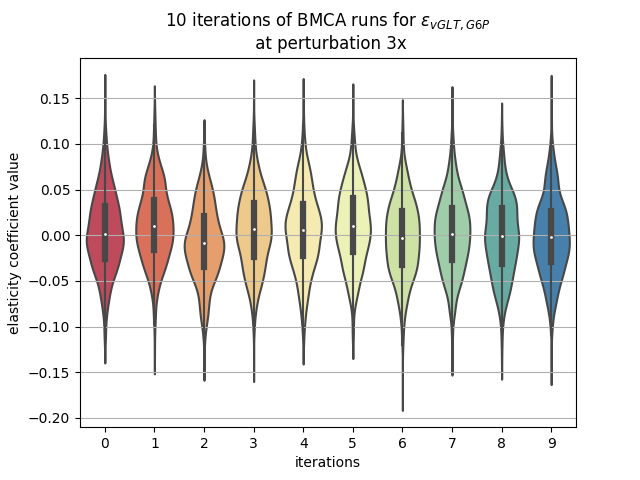 10 iterations of BMCA runs for ε_{vGLT, G6P}
at perturbation 3x
elasticity coefficient value
0.15
0.10
0.05
0.00
−0.05
−0.10
−0.15
−0.20
0 1 2 3 4 5 6 7 8 9
iterations